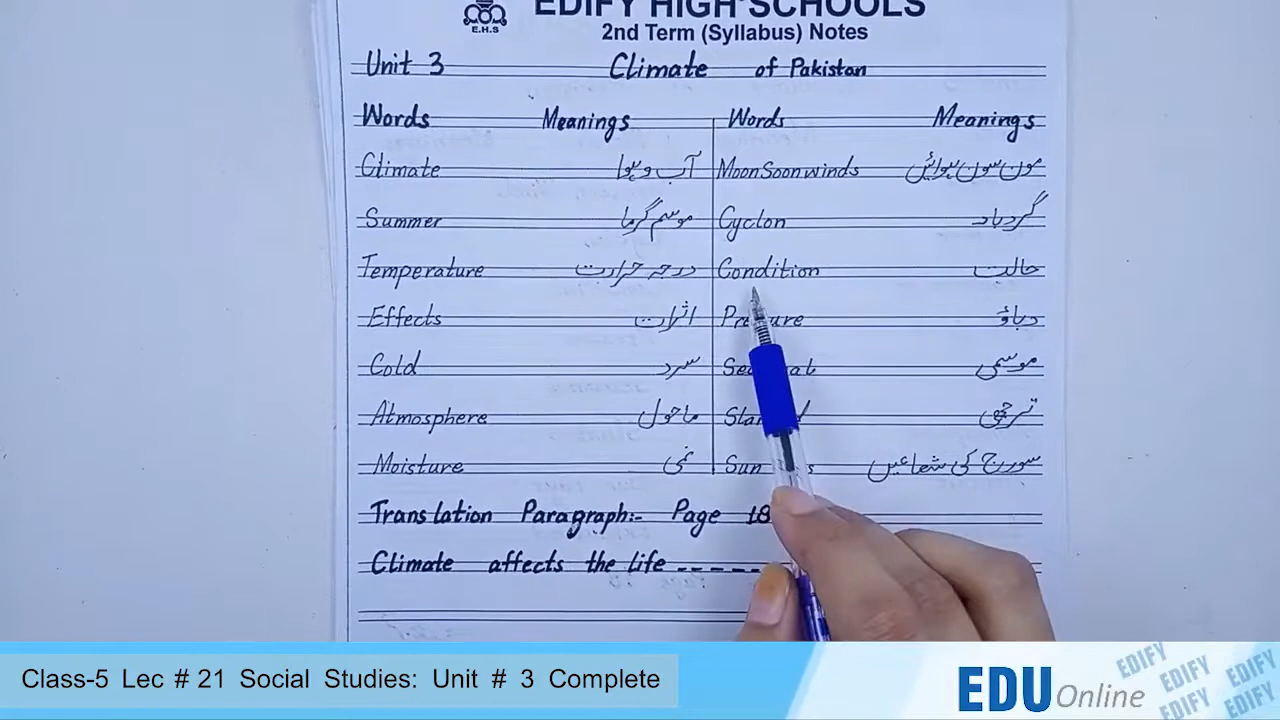 EDIFY HIGH SCHOOLS
E.H.S
2nd Term (Syllabus) Notes
Unit 3 Climate of Pakistan
Words Meanings Words Meanings
Climate آب و ہوا MoonSoonwinds مون سون ہوائیں
Summer موسم گرما Cyclon گردباد
Temperature درجہ حرارت Condition حالت
Effects اثرات دباؤ
Cold سرد موسمی
Atmosphere ماحول ترچھی
Moisture نمی Sun سورج کی شعاعیں
Translation Paragraph:- Page 18
Climate affects the life -----
Class-5 Lec # 21 Social Studies: Unit # 3 Complete
EDU Online
EDIFY EDIFY EDIFY
EDIFY EDIFY EDIFY